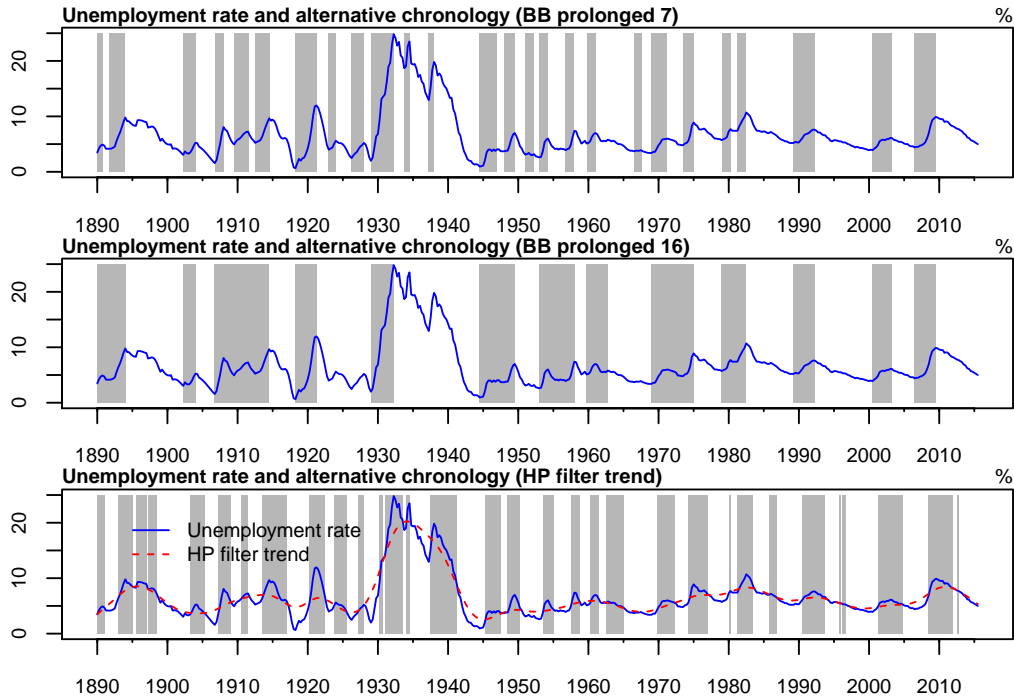 Unemployment rate and alternative chronology (BB prolonged 7) %
20
10
0
1890 1900 1910 1920 1930 1940 1950 1960 1970 1980 1990 2000 2010
Unemployment rate and alternative chronology (BB prolonged 16) %
20
10
0
1890 1900 1910 1920 1930 1940 1950 1960 1970 1980 1990 2000 2010
Unemployment rate and alternative chronology (HP filter trend) %
20
10
0
Unemployment rate
HP filter trend
1890 1900 1910 1920 1930 1940 1950 1960 1970 1980 1990 2000 2010